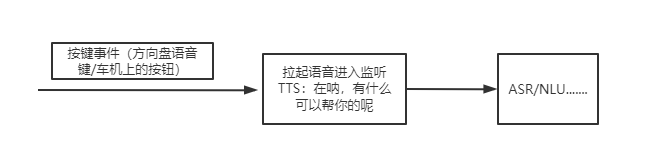 按键事件（方向盘语音
键/车机上的按钮）
拉起语音进入监听
TTS：在呐，有什么
可以帮你的呢
ASR/NLU.......